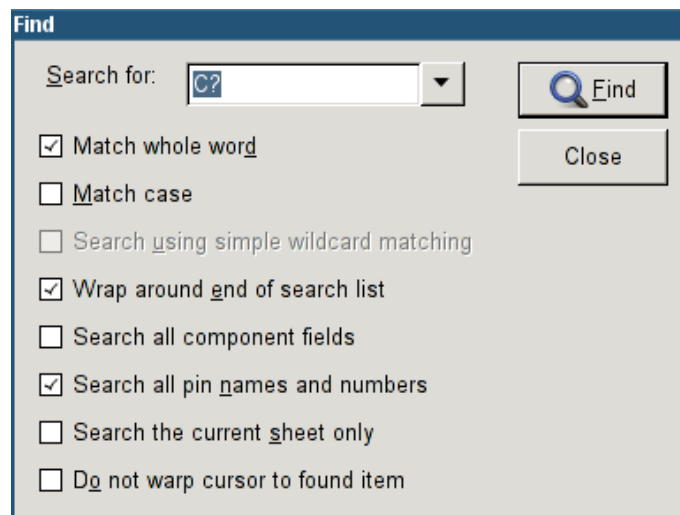 Find
Search for: C? Find
Match whole word
Close
Match case
Search using simple wildcard matching
Wrap around end of search list
Search all component fields
Search all pin names and numbers
Search the current sheet only
Do not warp cursor to found item